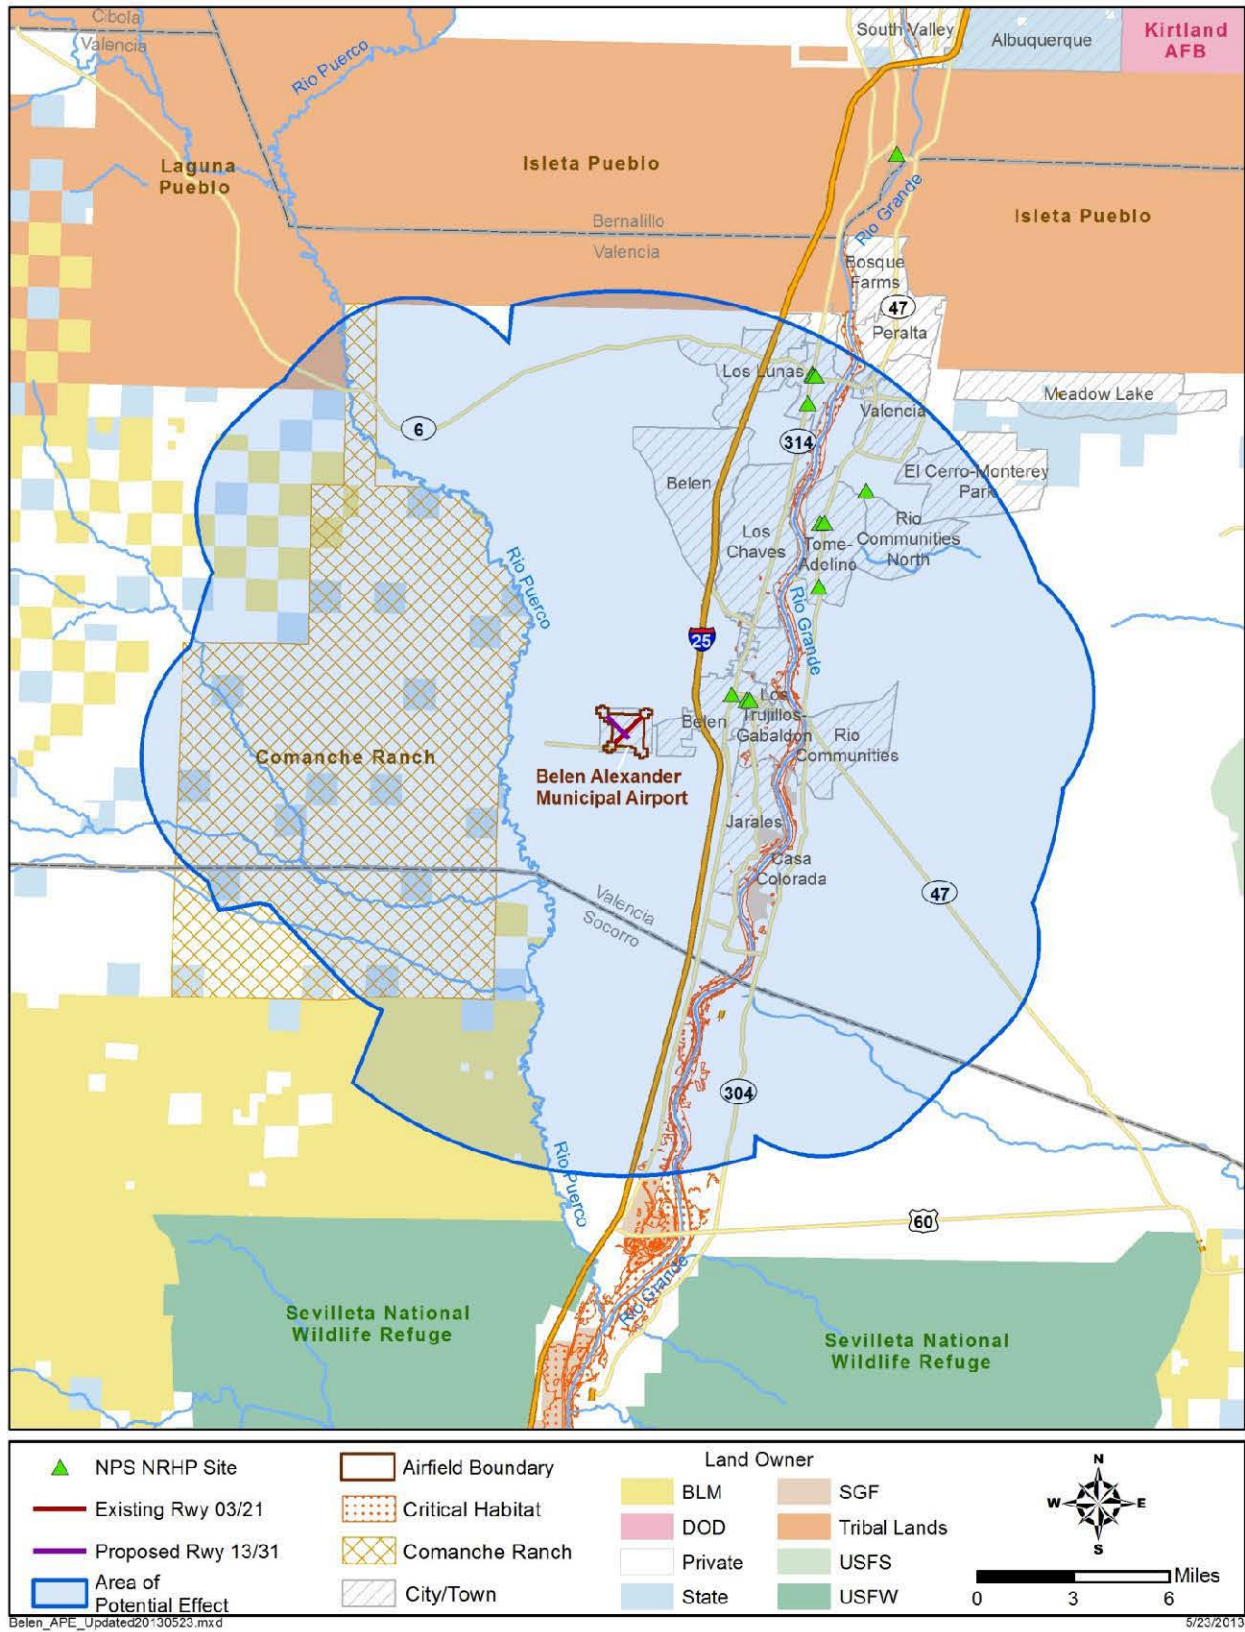 Cibola
Valencia
South Valley
Albuquerque
Kirtland
AFB
Rio Puerco
Laguna
Pueblo
Isleta Pueblo
Rio Grande
Isleta Pueblo
Bernalillo
Valencia
Bosque
Farms
47
Peralta
Los Lunas
Meadow Lake
Valencia
6
314
Belen
El Cerro-Monterey
Park
Los
Chaves
Rio
Communities
North
Tome-
Adelino
Rio Puerco
Rio Grande
25
Belen
Los
Trujillos-
Gabaldon
Rio
Communities
Comanche Ranch
Belen Alexander
Municipal Airport
Jarales
Casa
Colorada
Valencia
Socorro
47
304
Rio Puerco
60
Rio Grande
Sevilleta National
Wildlife Refuge
Sevilleta National
Wildlife Refuge
NPS NRHP Site
Existing Rwy 03/21
Proposed Rwy 13/31
Area of
Potential Effect
Airfield Boundary
Critical Habitat
Comanche Ranch
City/Town
Land Owner
BLM
DOD
Private
State
SGF
Tribal Lands
USFS
USFW
N
W
E
S
Miles
0 3 6
Belen_APE_Updated20130523.mxd
5/23/2013